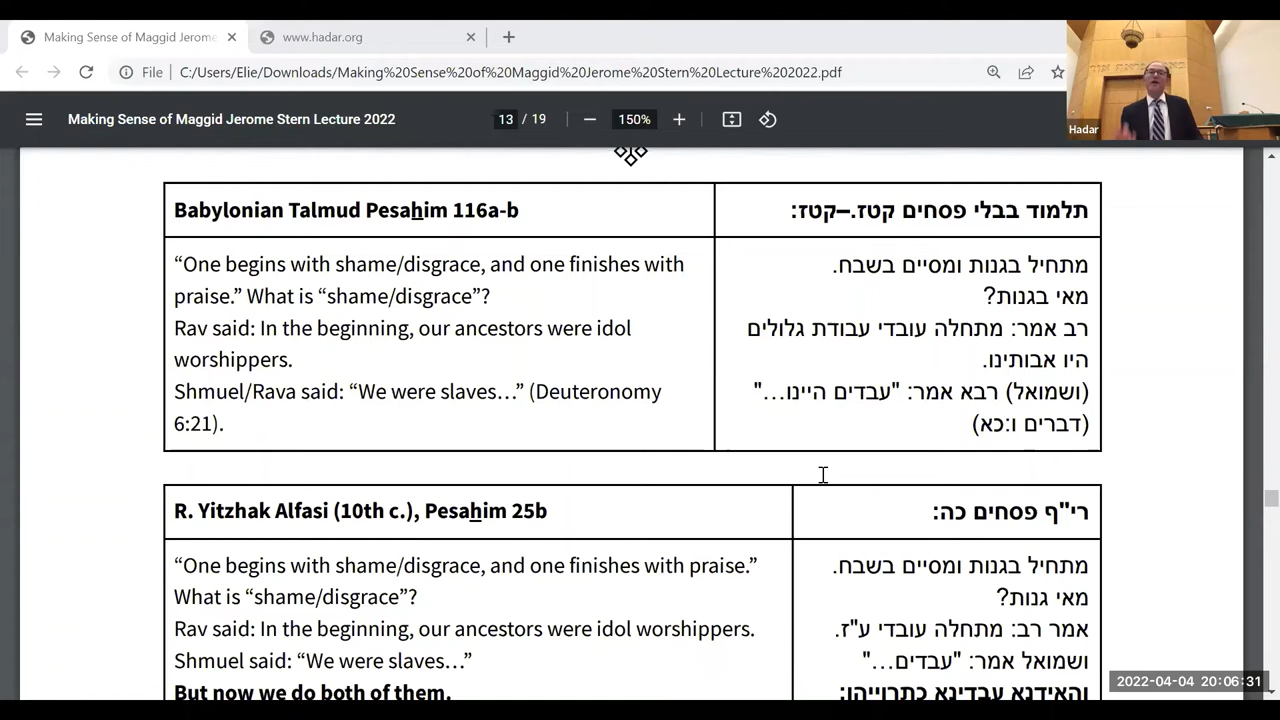 Making Sense of Maggid Jerome
www.hadar.org
File
C:/Users/Elie/Downloads/Making%20Sense%20of%20Maggid%20Jerome%20Stern%20Lecture%202022.pdf
Making Sense of Maggid Jerome Stern Lecture 2022
13 / 19
150%
Hadar
Babylonian Talmud Pesahim 116a-b
תלמוד בבלי פסחים קטז.–קטז:
“One begins with shame/disgrace, and one finishes with
praise.” What is “shame/disgrace”?
Rav said: In the beginning, our ancestors were idol
worshippers.
Shmuel/Rava said: “We were slaves…” (Deuteronomy
6:21).
מתחיל בגנות ומסיים בשבח.
מאי בגנות?
רב אמר: מתחלה עובדי עבודת גלולים
היו אבותינו.
(ושמואל) רבא אמר: "עבדים היינו…"
(דברים ו:כא)
R. Yitzhak Alfasi (10th c.), Pesahim 25b
רי"ף פסחים כה:
“One begins with shame/disgrace, and one finishes with praise.”
What is “shame/disgrace”?
Rav said: In the beginning, our ancestors were idol worshippers.
Shmuel said: “We were slaves…”
But now we do both of them.
מתחיל בגנות ומסיים בשבח.
מאי גנות?
אמר רב: מתחלה עובדי ע"ז.
ושמואל אמר: "עבדים…"
והאידנא עבדינא כתרוייהו:
2022-04-04 20:06:31